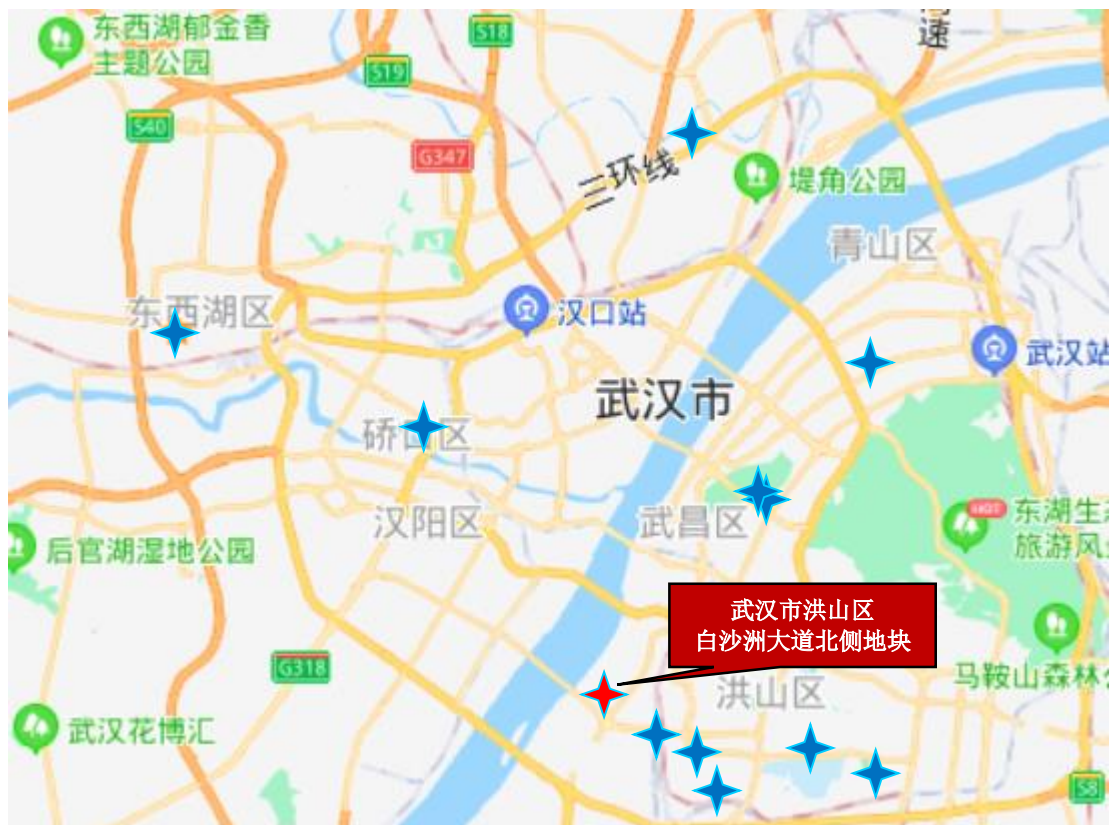 东西湖郁金香
主题公园
S18
高速
S19
S40
G347
三环线
堤角公园
青山区
东西湖区
汉口站
武汉站
武汉市
硚口区
汉阳区
武昌区
HOT
东湖生
旅游风
后官湖湿地公园
武汉市洪山区
白沙洲大道北侧地块
G318
洪山区
马鞍山森林公
武汉花博汇
S8